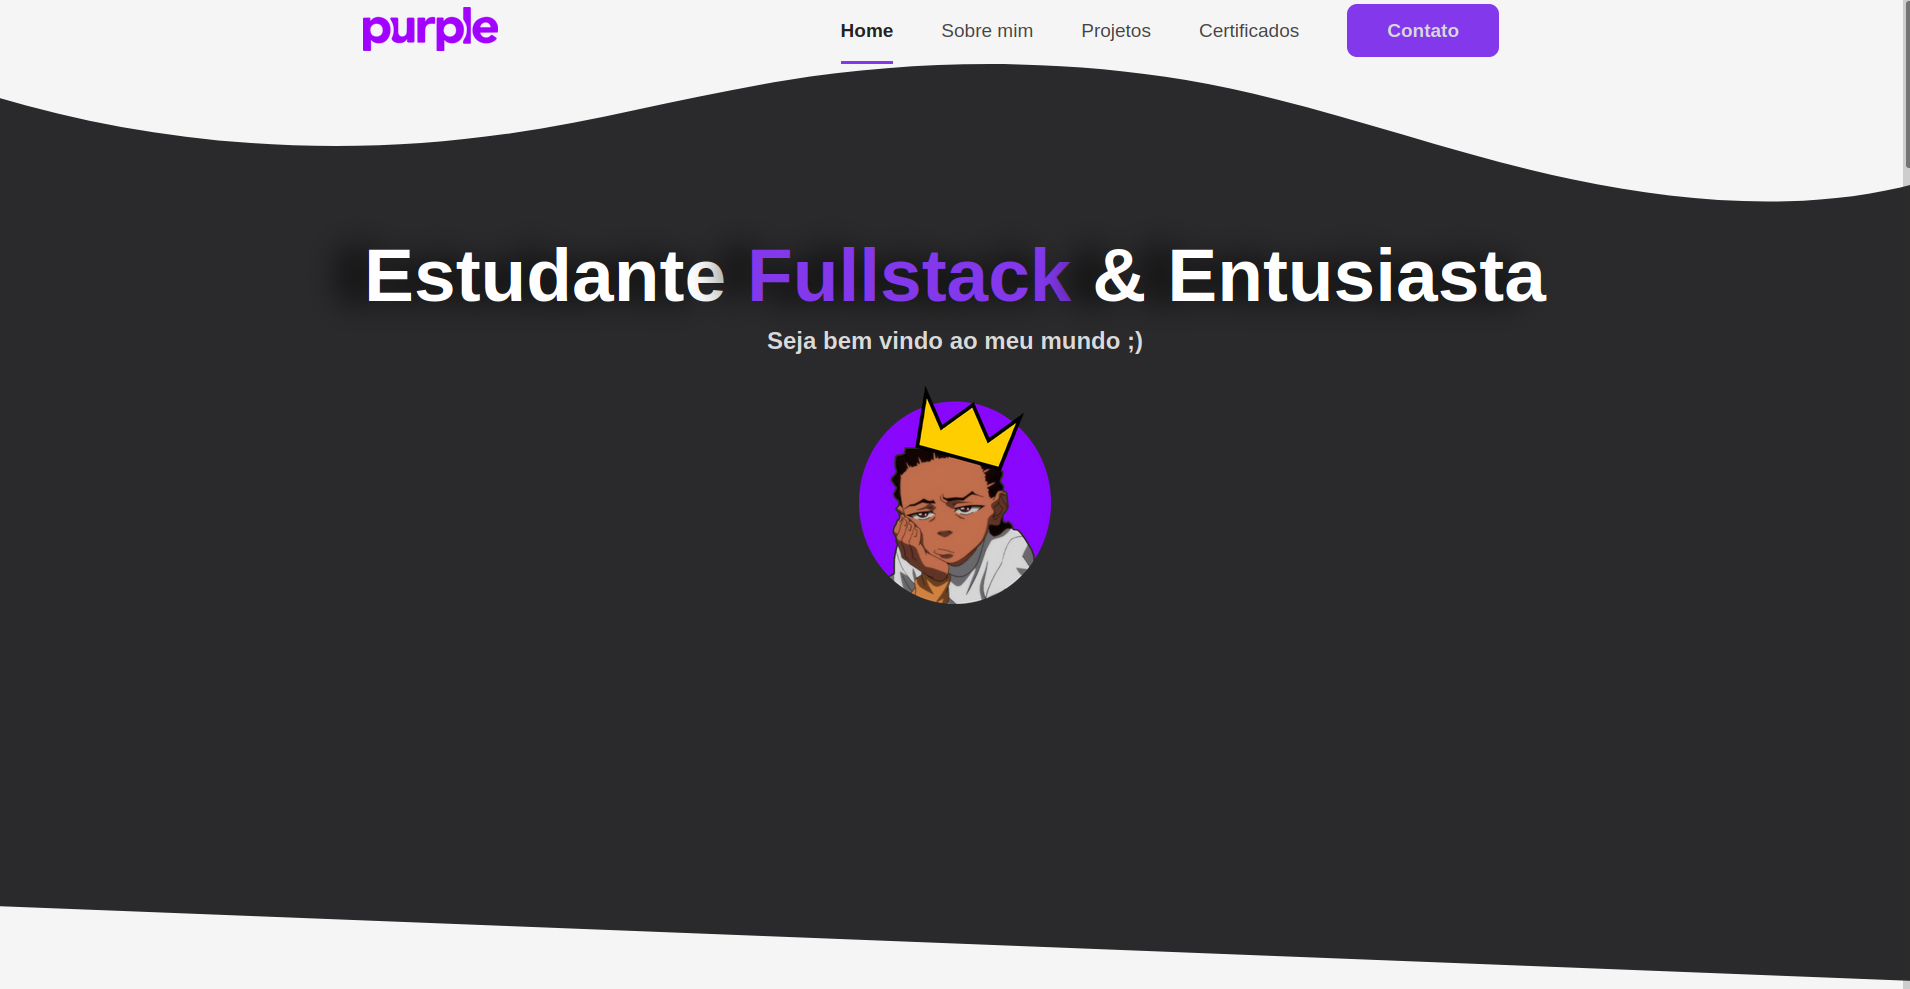 purple
Home Sobre mim Projetos Certificados Contato
Estudante Fullstack & Entusiasta
Seja bem vindo ao meu mundo ;)